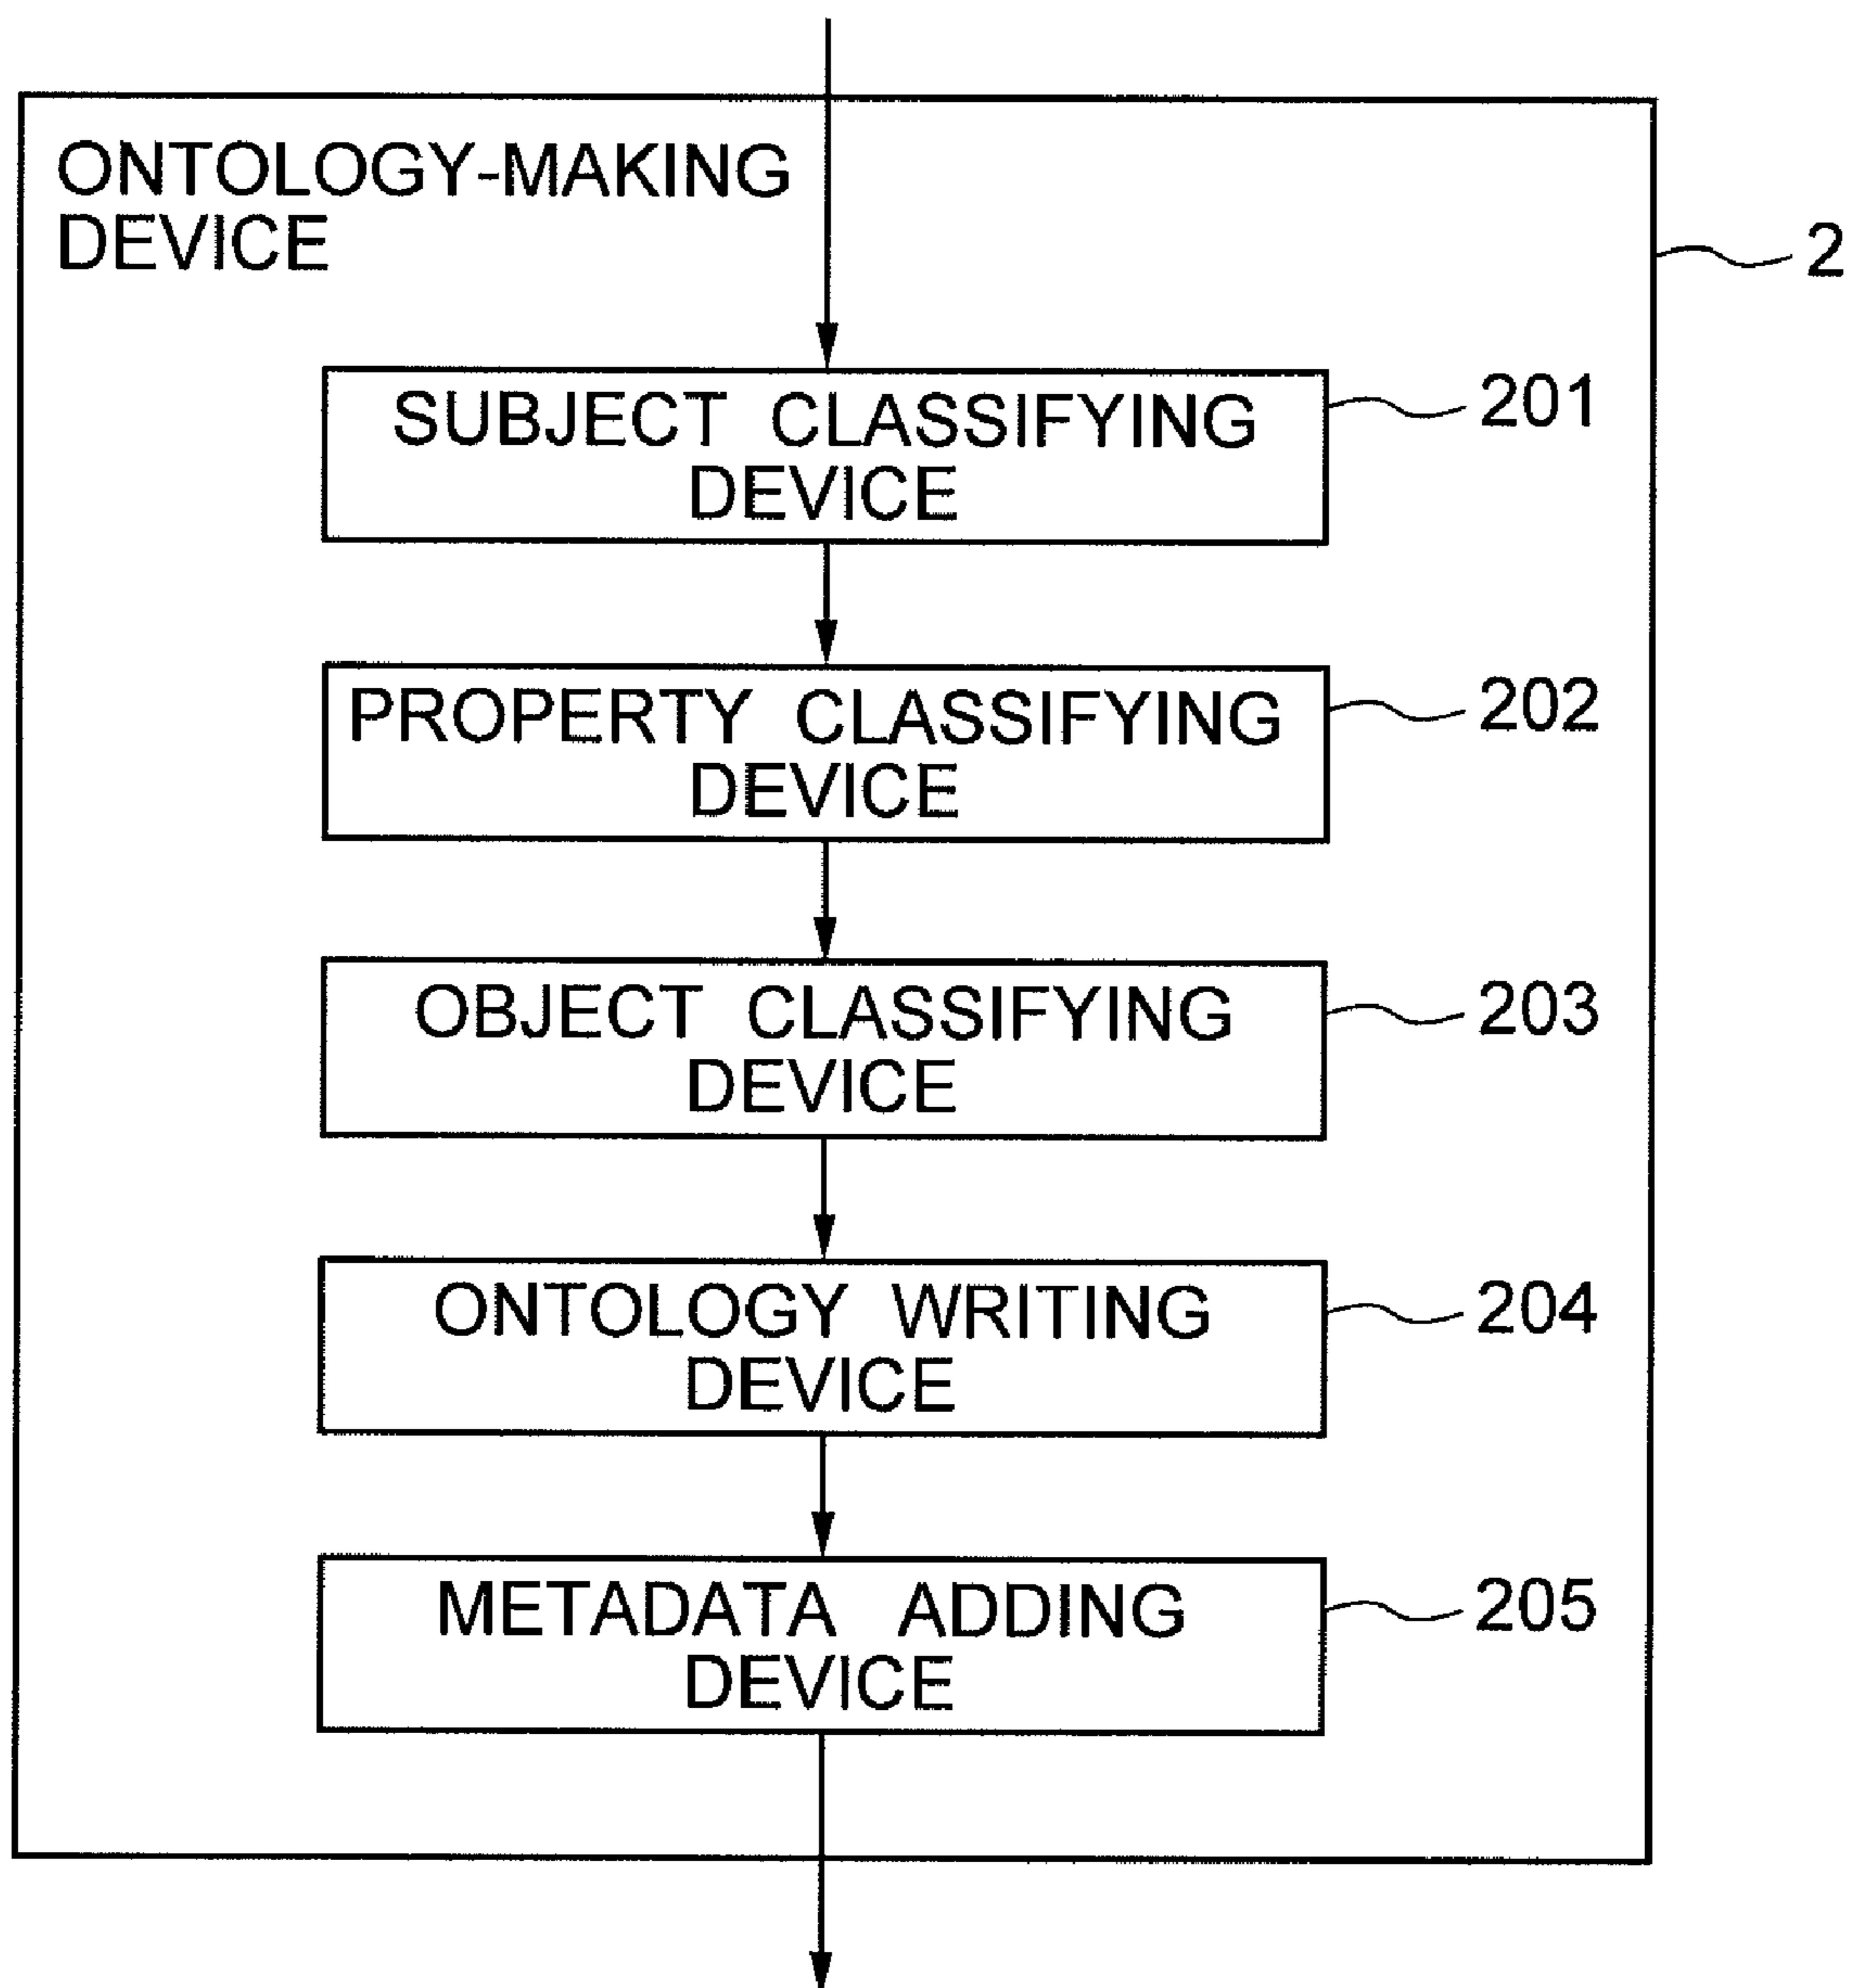 ONTOLOGY-MAKING
DEVICE
2
SUBJECT CLASSIFYING
DEVICE
201
PROPERTY CLASSIFYING
DEVICE
202
OBJECT CLASSIFYING
DEVICE
203
ONTOLOGY WRITING
DEVICE
204
METADATA ADDING
DEVICE
205